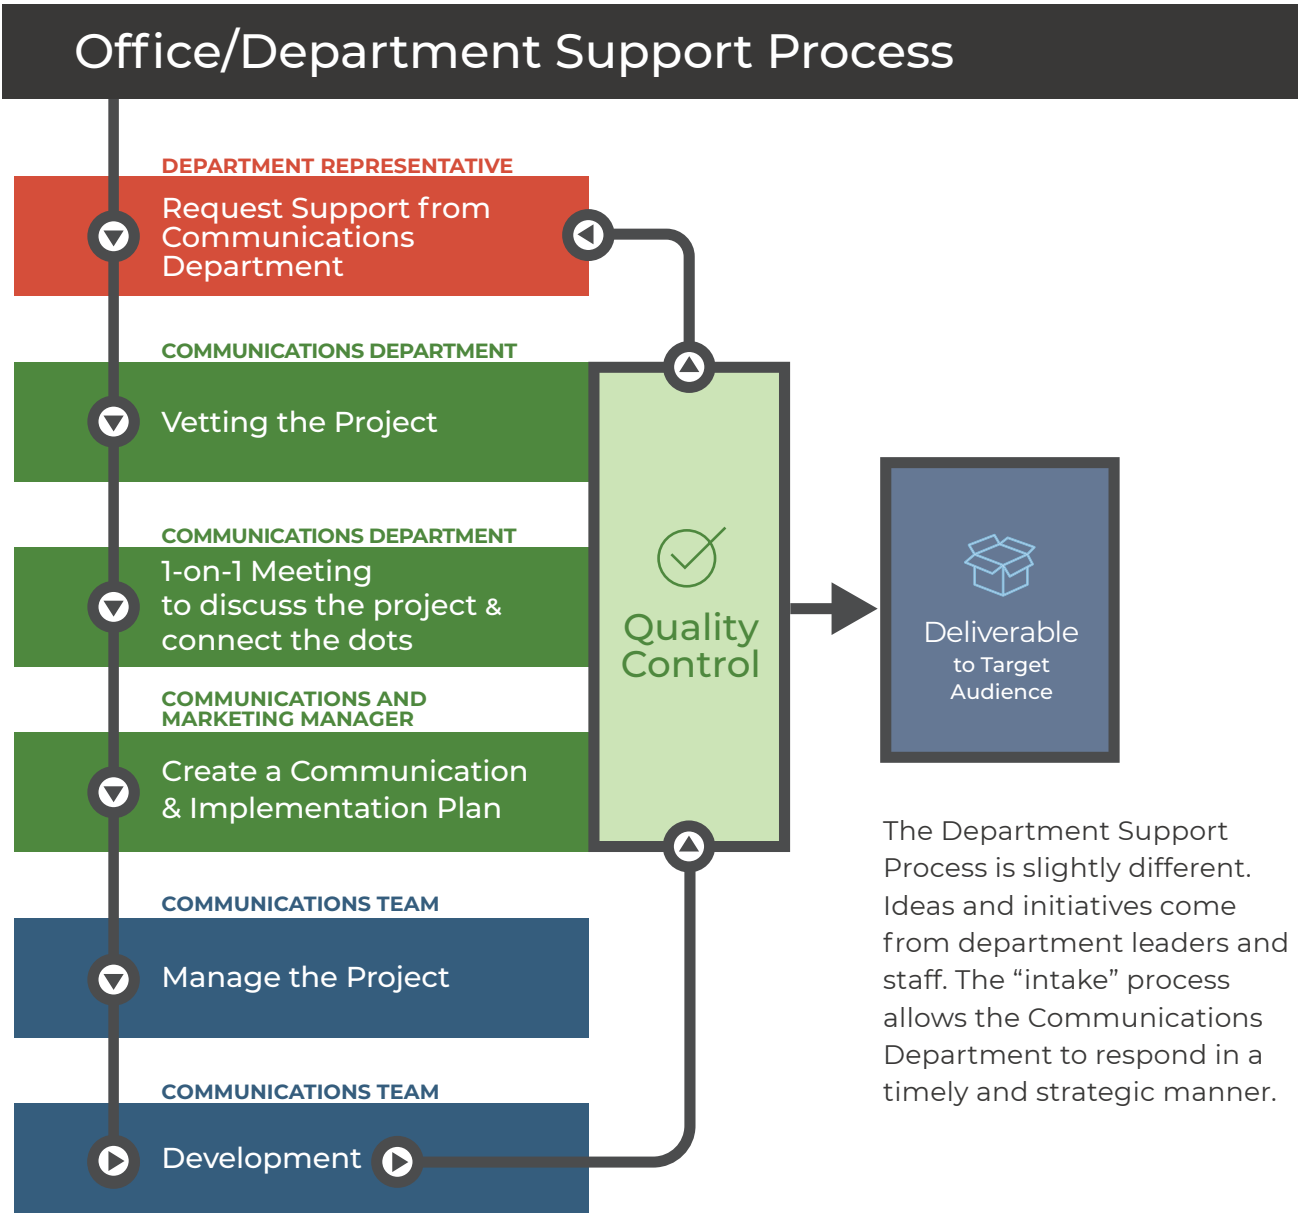 Office/Department Support Process
DEPARTMENT REPRESENTATIVE
Request Support from
Communications
Department
COMMUNICATIONS DEPARTMENT
Vetting the Project
COMMUNICATIONS DEPARTMENT
1-on-1 Meeting
to discuss the project &
connect the dots
COMMUNICATIONS AND
MARKETING MANAGER
Create a Communication
& Implementation Plan
COMMUNICATIONS TEAM
Manage the Project
COMMUNICATIONS TEAM
Development
Quality
Control
Deliverable
to Target
Audience
The Department Support
Process is slightly different.
Ideas and initiatives come
from department leaders and
staff. The “intake” process
allows the Communications
Department to respond in a
timely and strategic manner.